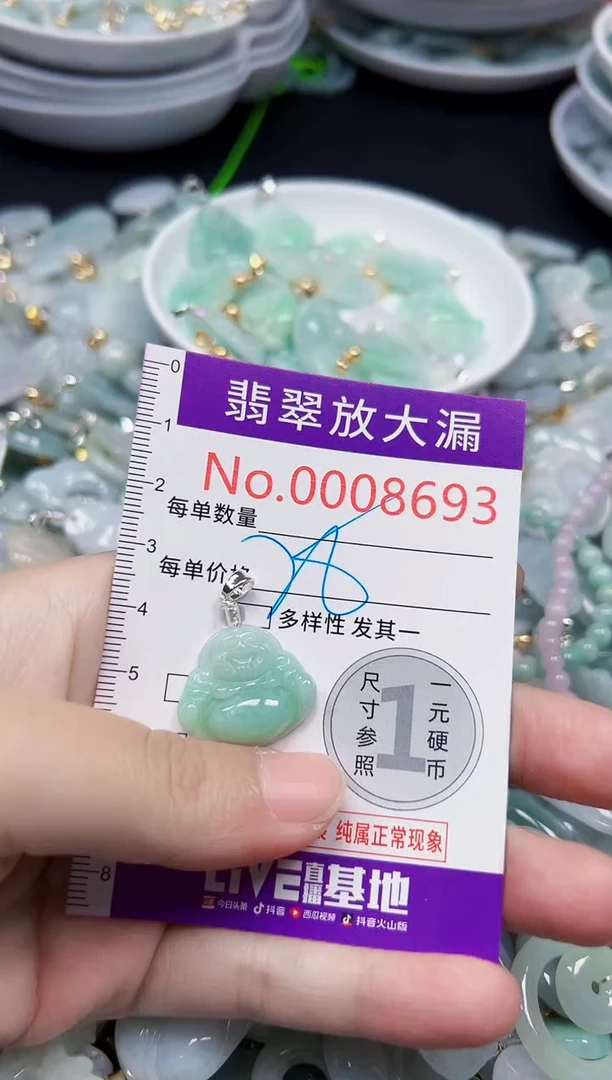 0
翡翠放大漏
1
No.0008693
2
每单数量
3
每单价
4
多样性 发其一
5
尺寸参照
1
一元硬币
纯属正常现象
8
LIVE直播基地
今日头条 抖音 西瓜视频 抖音火山版